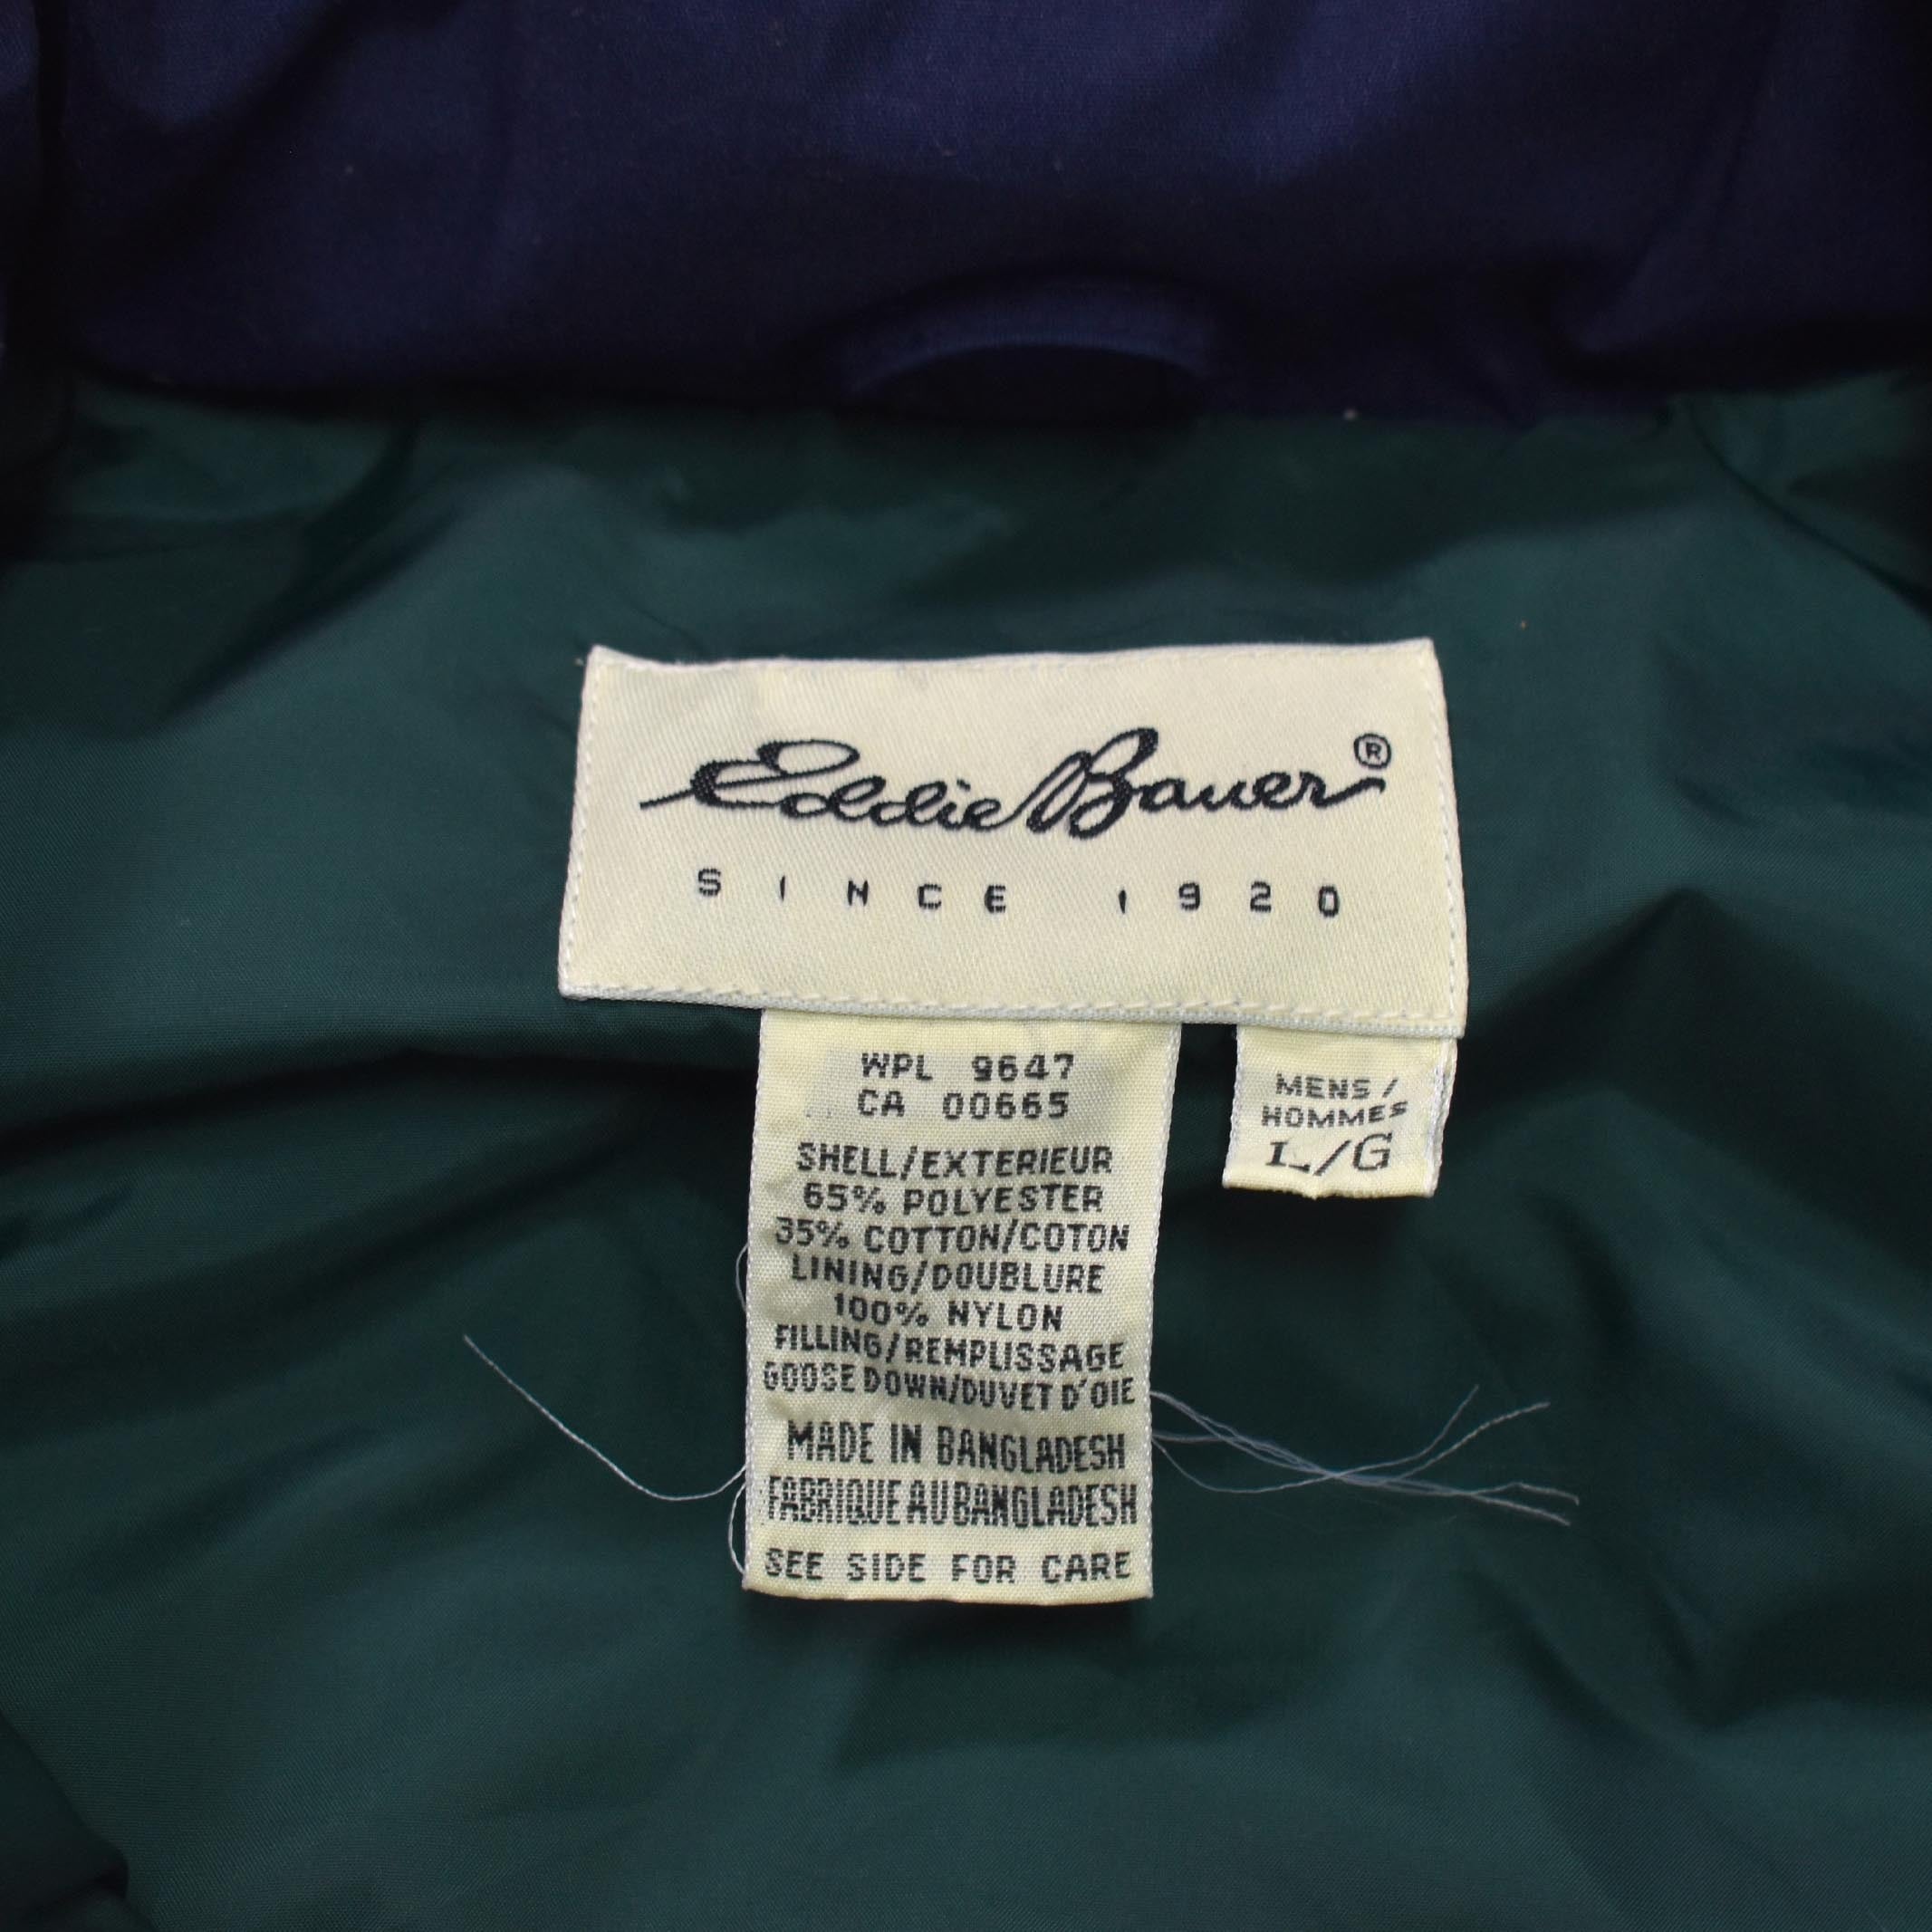 Eddie Bauer®
SINCE 1920
WPL 9647
CA 00665
SHELL/EXTERIEUR
65% POLYESTER
35% COTTON/COTON
LINING/DOUBLURE
100% NYLON
FILLING/REMPLISSAGE
GOOSE DOWN/DUVET D'OIE
MADE IN BANGLADESH
FABRIQUE AU BANGLADESH
SEE SIDE FOR CARE
MENS/
HOMMES
L/G